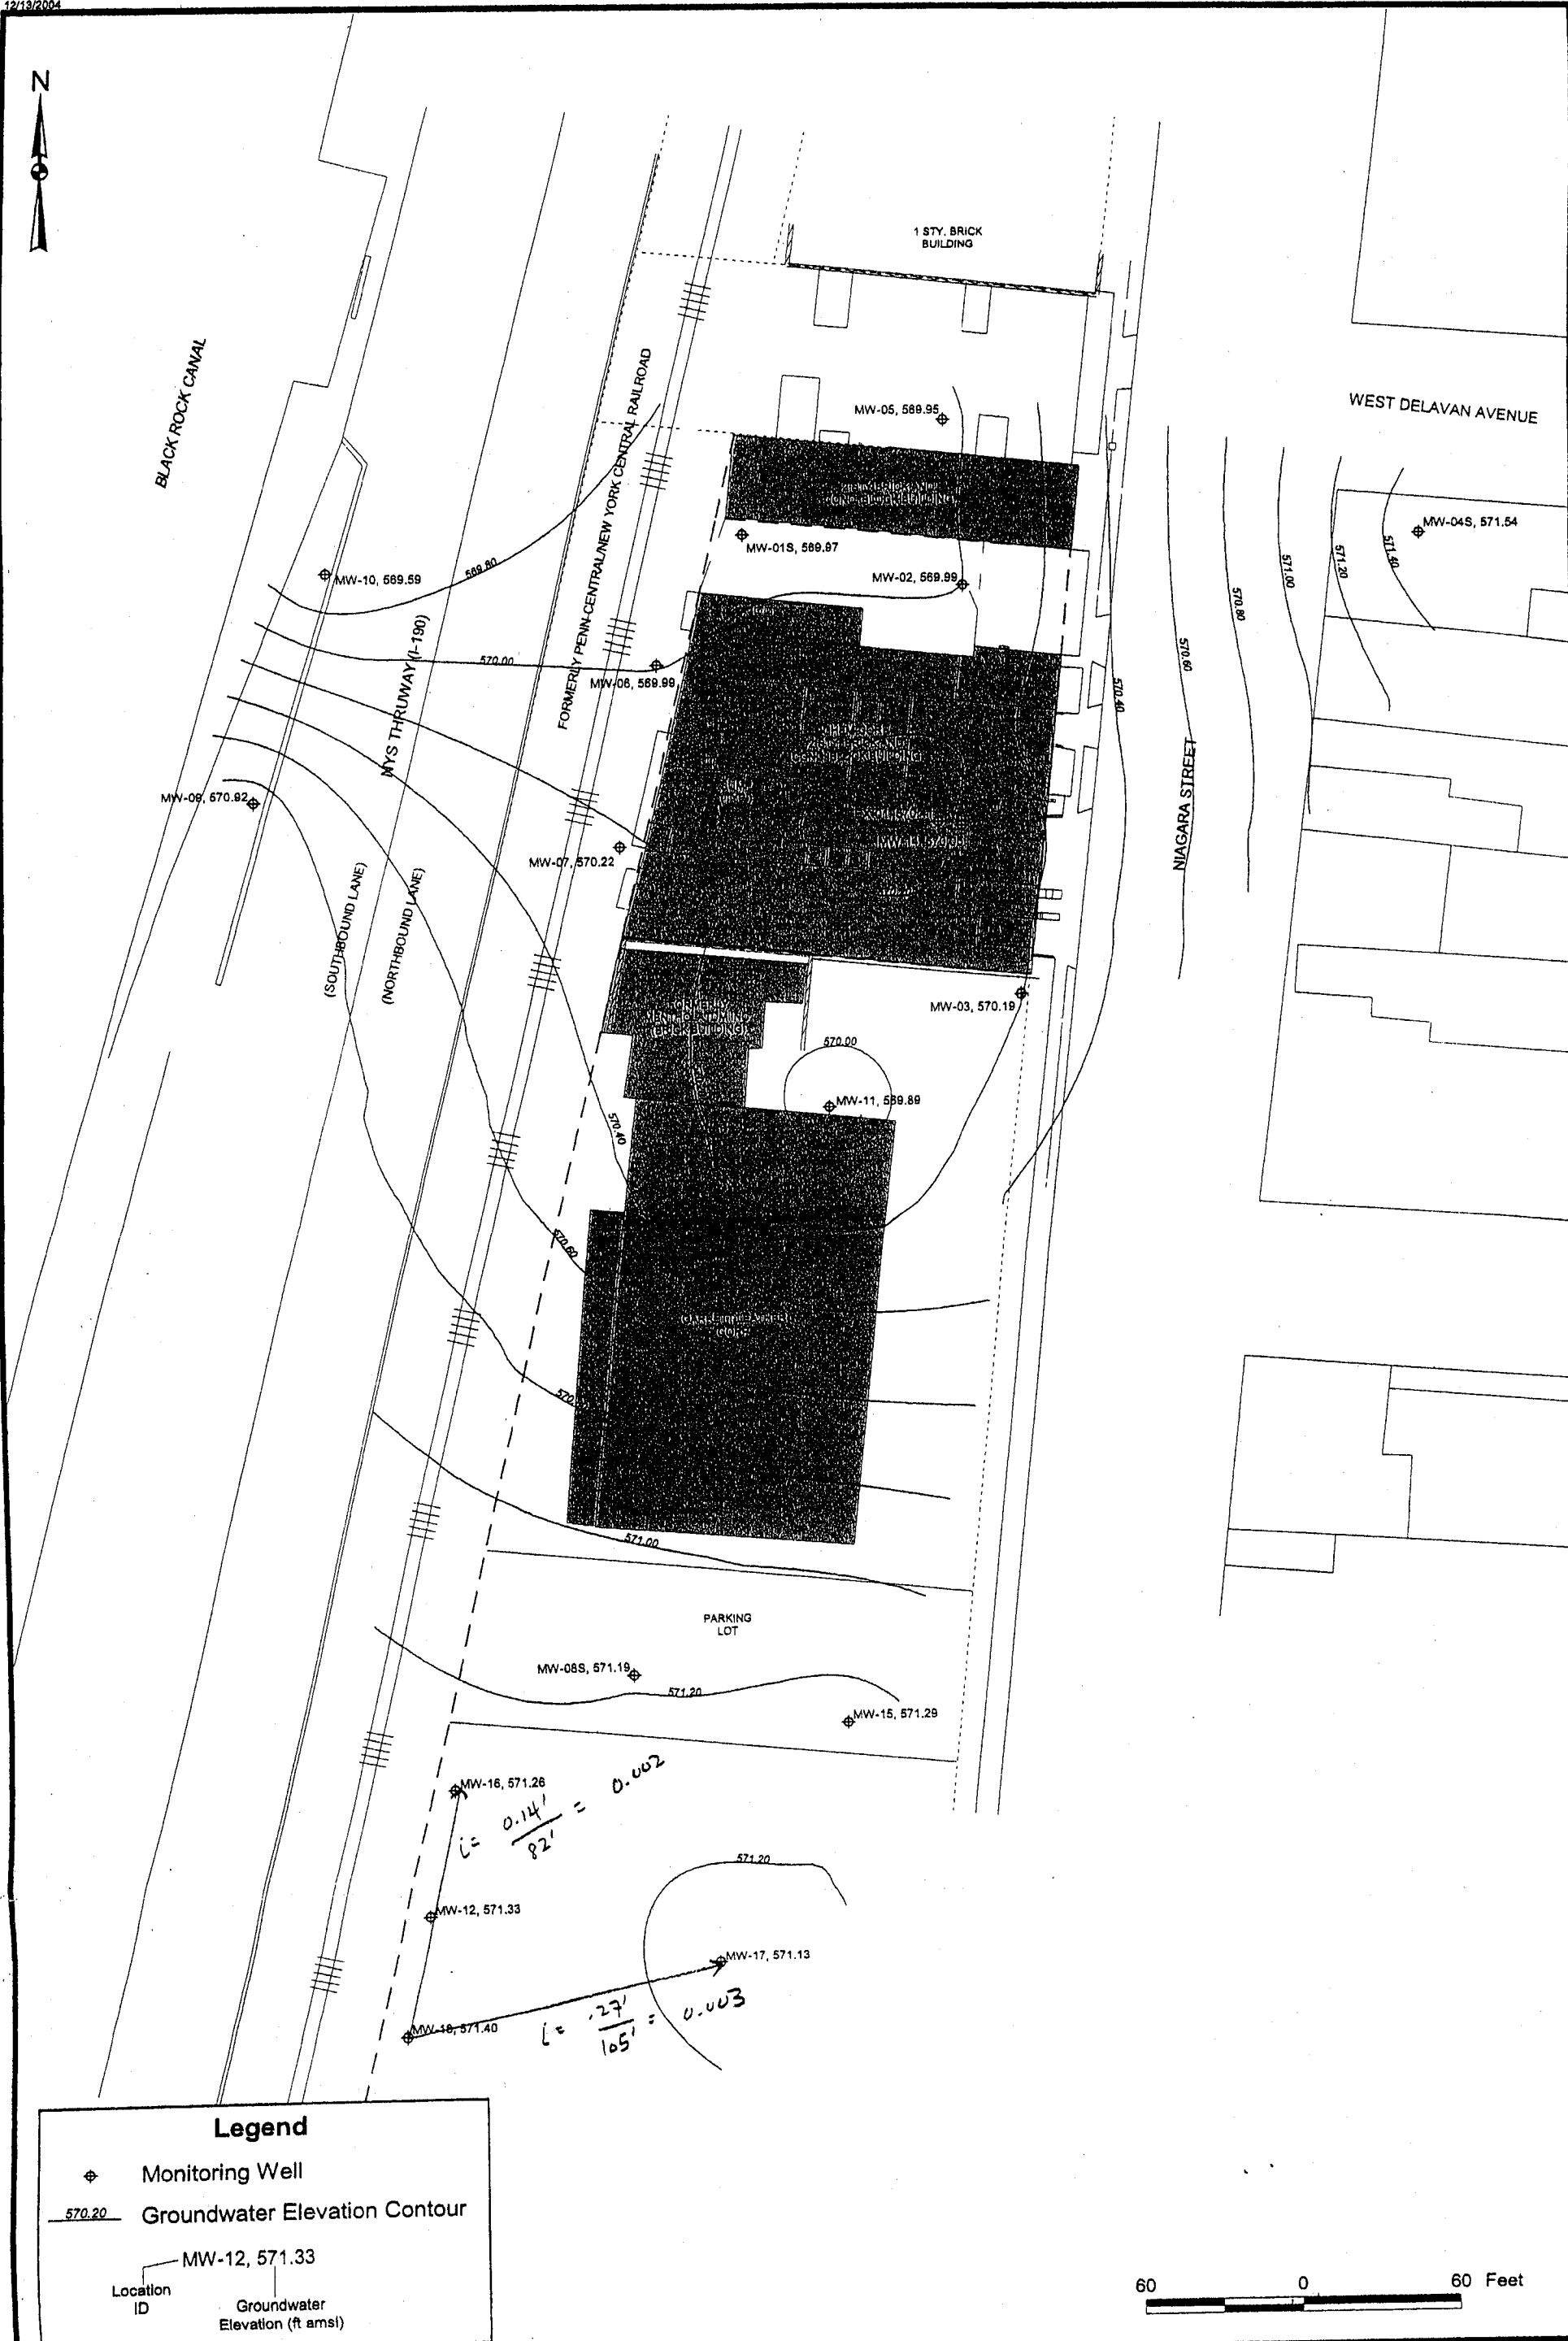 12/13/2004
N
1 STY. BRICK
BUILDING
BLACK ROCK CANAL
FORMERLY PENN-CENTRAL/NEW YORK CENTRAL RAILROAD
WEST DELAVAN AVENUE
MW-05, 569.95
MW-04S, 571.54
MW-01S, 569.97
MW-10, 569.59
569.80
MW-02, 569.99
571.40
571.20
571.00
570.80
570.60
570.40
NYS THRUWAY (I-190)
570.00
MW-06, 569.99
NIAGARA STREET
MW-09, 570.92
MW-07, 570.22
(SOUTHBOUND LANE)
(NORTHBOUND LANE)
MW-03, 570.19
FORMERLY
570.00
MW-11, 569.89
570.40
570.60
CORP
570.
571.00
PARKING
LOT
MW-08S, 571.19
571.20
MW-15, 571.29
MW-16, 571.26
i = 0.14' / 82' = 0.002
571.20
MW-12, 571.33
MW-17, 571.13
MW-18, 571.40
i = .27' / 105' = 0.003
Legend
Monitoring Well
570.20 Groundwater Elevation Contour
MW-12, 571.33
Location
ID
Groundwater
Elevation (ft amsl)
60 0 60 Feet